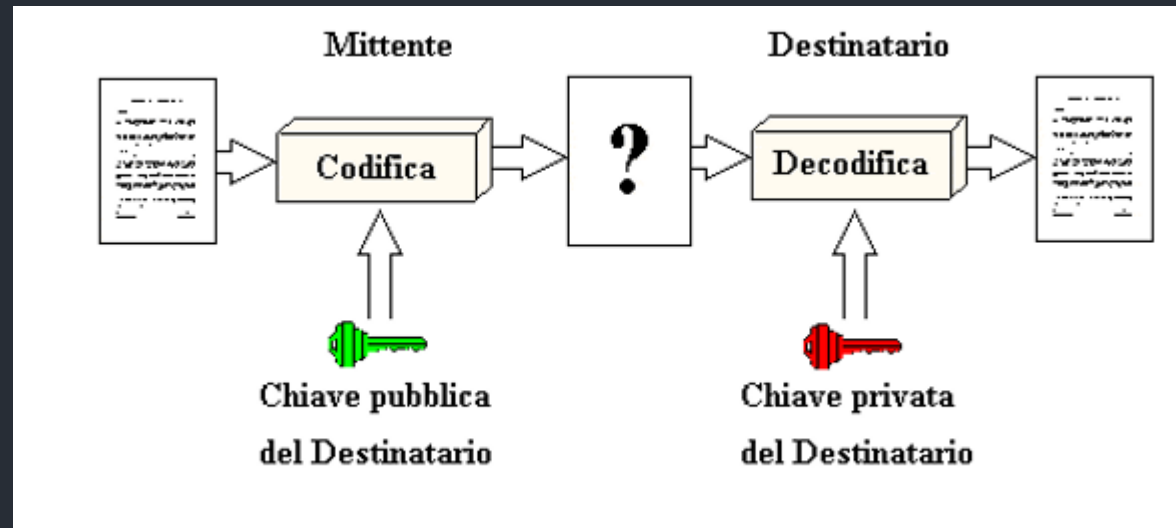 Mittente
Destinatario
Codifica
?
Decodifica
Chiave pubblica
del Destinatario
Chiave privata
del Destinatario